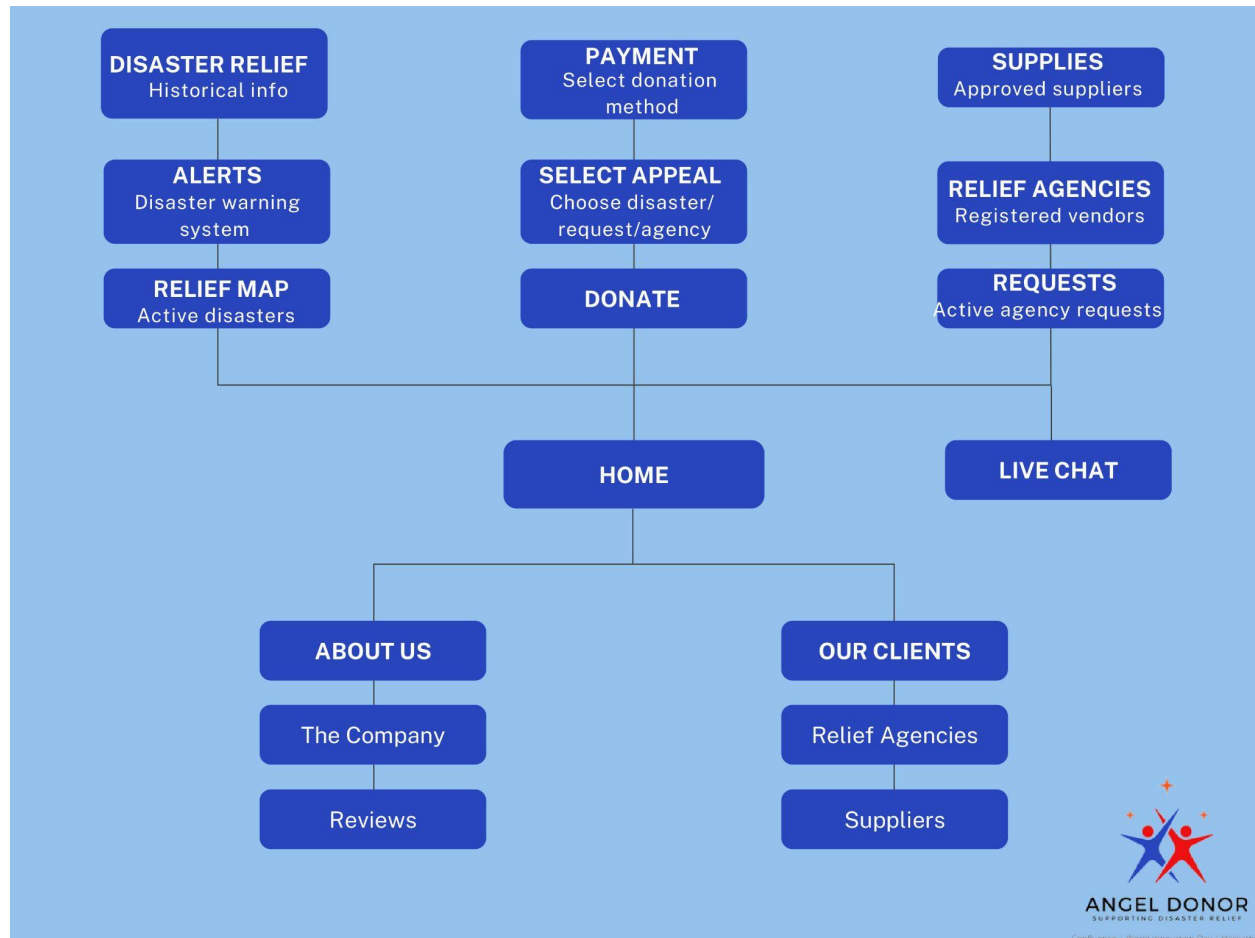 DISASTER RELIEF
Historical info
PAYMENT
Select donation
method
SUPPLIES
Approved suppliers
ALERTS
Disaster warning
system
SELECT APPEAL
Choose disaster/
request/agency
RELIEF AGENCIES
Registered vendors
RELIEF MAP
Active disasters
DONATE
REQUESTS
Active agency requests
HOME
LIVE CHAT
ABOUT US
OUR CLIENTS
The Company
Relief Agencies
Reviews
Suppliers
ANGEL DONOR
SUPPORTING DISASTER RELIEF